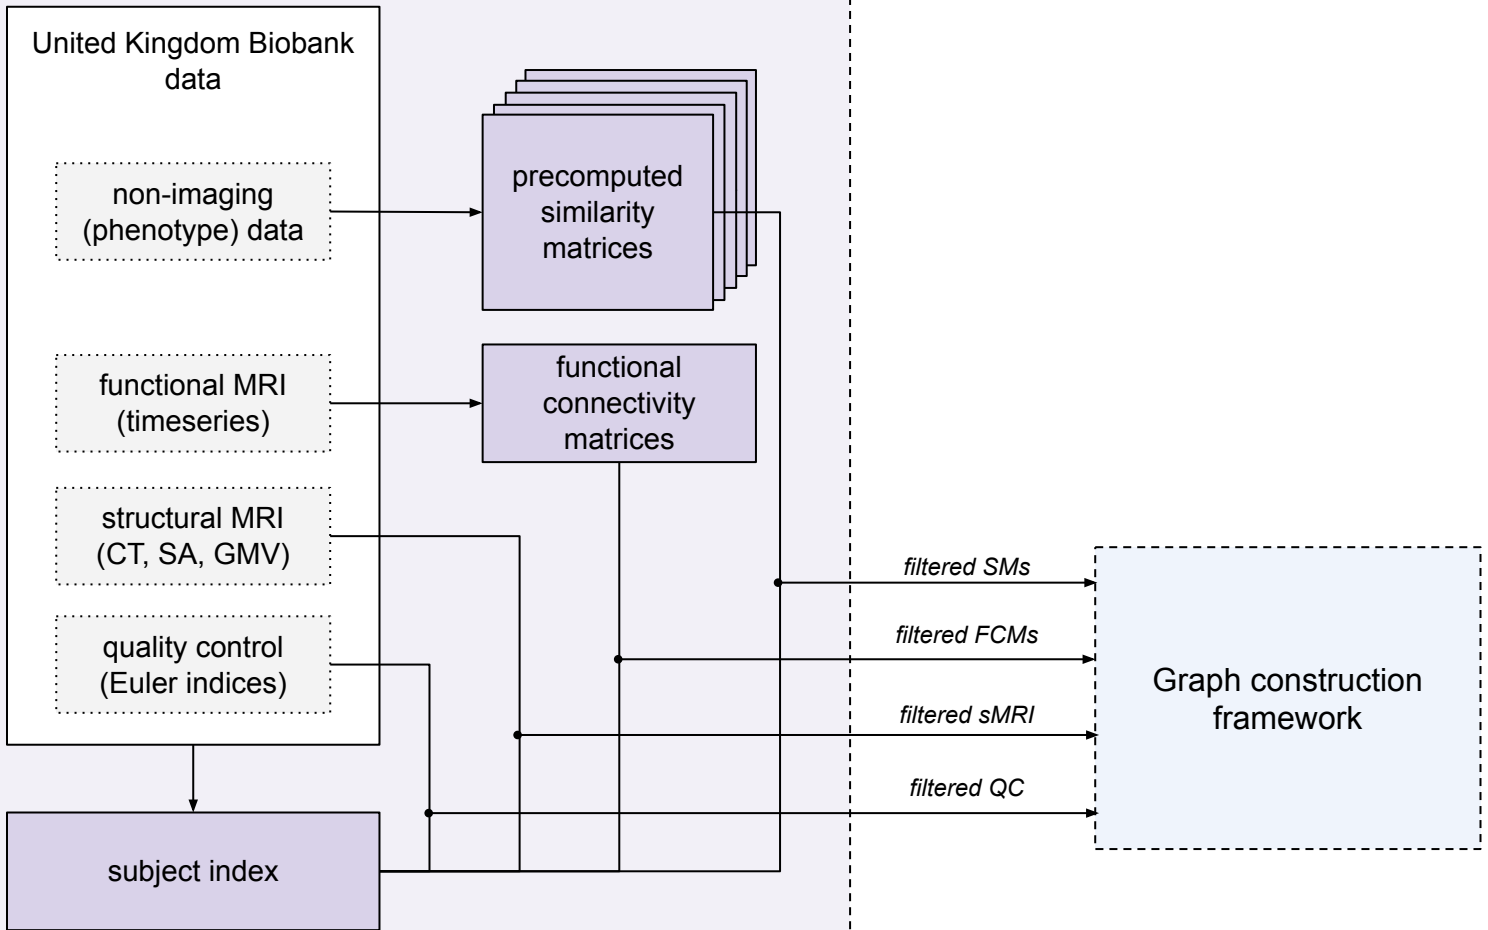 United Kingdom Biobank
data
non-imaging
(phenotype) data
precomputed
similarity
matrices
functional MRI
(timeseries)
functional
connectivity
matrices
structural MRI
(CT, SA, GMV)
quality control
(Euler indices)
subject index
filtered SMs
filtered FCMs
filtered sMRI
filtered QC
Graph construction
framework